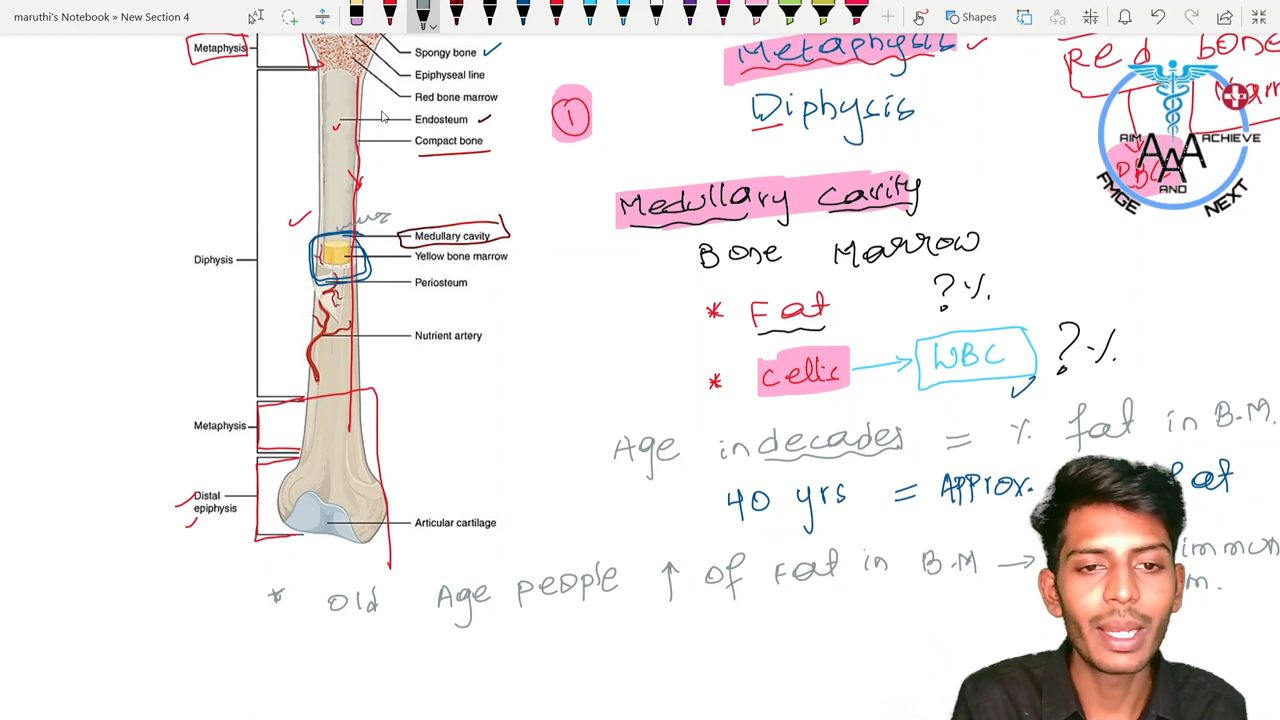 maruthi's Notebook » New Section 4
Shapes
Metaphysis
Spongy bone
Epiphyseal line
Red bone marrow
Endosteum
Compact bone
Medullary cavity
Diphysis
Yellow bone marrow
Periosteum
Nutrient artery
Metaphysis
Distal
epiphysis
Articular cartilage
Metaphysis
Diphysis
1
Red bone
AIM
ACHIEVE
AAA
AND
FMGE
NEXT
Medullary cavity
Bone Marrow
* Fat ?%
* cells → WBC ?%
Age in decades = % fat in B.M.
40 yrs = Approx. fat
* Old Age people ↑ of Fat in B.M →